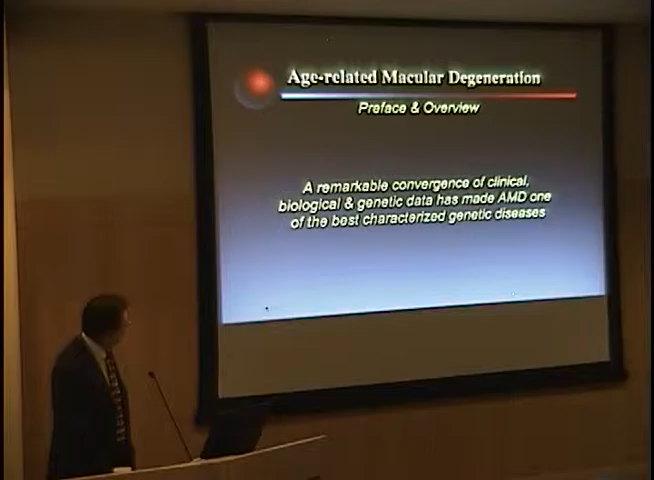 Age-related Macular Degeneration
Preface & Overview
A remarkable convergence of clinical,
biological & genetic data has made AMD one
of the best characterized genetic diseases